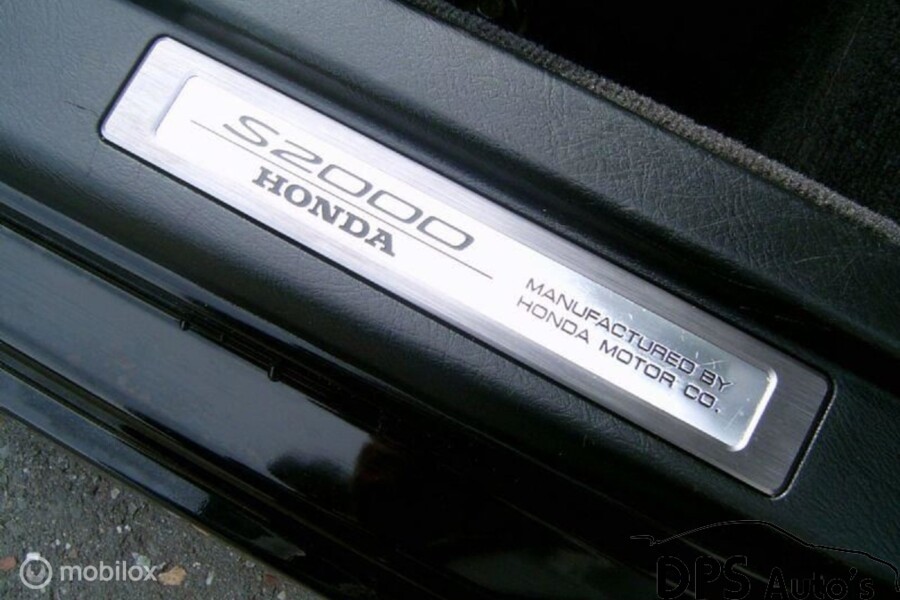 S2000
HONDA
MANUFACTURED BY
HONDA MOTOR CO.
mobilox
DPS Auto's